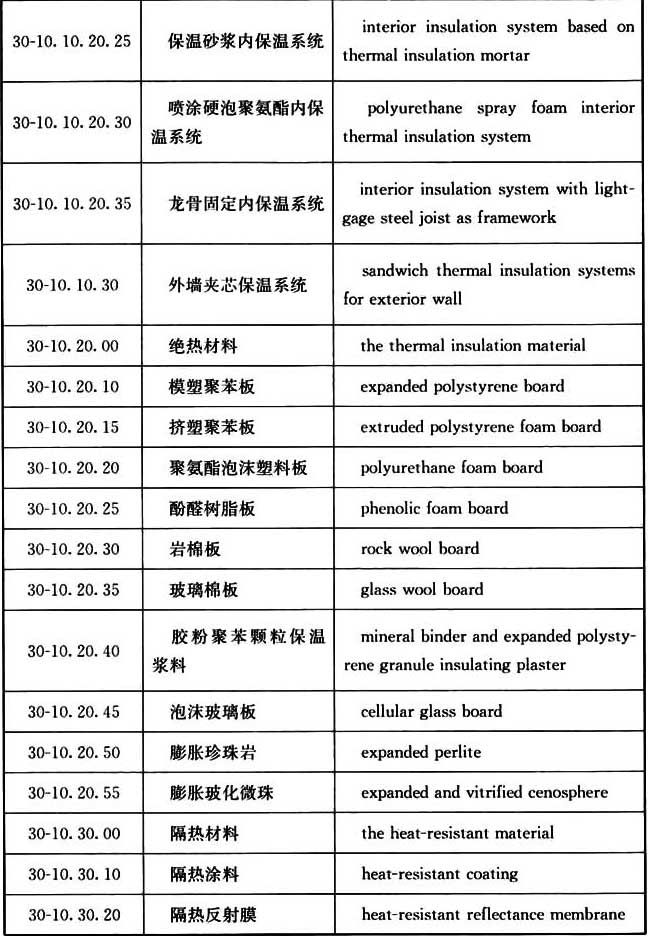 30-10. 10. 20. 25 保温砂浆内保温系统 interior insulation system based on
thermal insulation mortar
30-10. 10. 20. 30 喷涂硬泡聚氨酯内保 polyurethane spray foam interior
温系统 thermal insulation system
30-10. 10. 20. 35 龙骨固定内保温系统 interior insulation system with light-
gage steel joist as framework
30-10. 10. 30 外墙夹芯保温系统 sandwich thermal insulation systems
for exterior wall
30-10. 20. 00 绝热材料 the thermal insulation material
30-10. 20. 10 模塑聚苯板 expanded polystyrene board
30-10. 20. 15 挤塑聚苯板 extruded polystyrene foam board
30-10. 20. 20 聚氨酯泡沫塑料板 polyurethane foam board
30-10. 20. 25 酚醛树脂板 phenolic foam board
30-10. 20. 30 岩棉板 rock wool board
30-10. 20. 35 玻璃棉板 glass wool board
30-10. 20. 40 胶粉聚苯颗粒保温 mineral binder and expanded polysty-
浆料 rene granule insulating plaster
30-10. 20. 45 泡沫玻璃板 cellular glass board
30-10. 20. 50 膨胀珍珠岩 expanded perlite
30-10. 20. 55 膨胀玻化微珠 expanded and vitrified cenosphere
30-10. 30. 00 隔热材料 the heat-resistant material
30-10. 30. 10 隔热涂料 heat-resistant coating
30-10. 30. 20 隔热反射膜 heat-resistant reflectance membrane